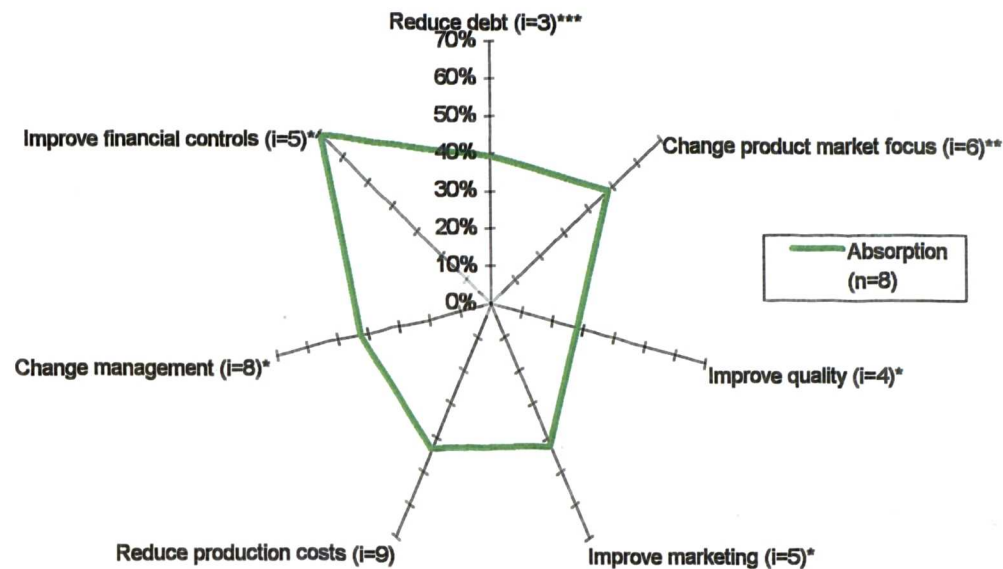 Reduce debt (i=3)***
70%
60%
50%
40%
30%
20%
10%
0%
Improve financial controls (i=5)*
Change product market focus (i=6)**
Absorption
(n=8)
Change management (i=8)*
Improve quality (i=4)*
Reduce production costs (i=9)
Improve marketing (i=5)*